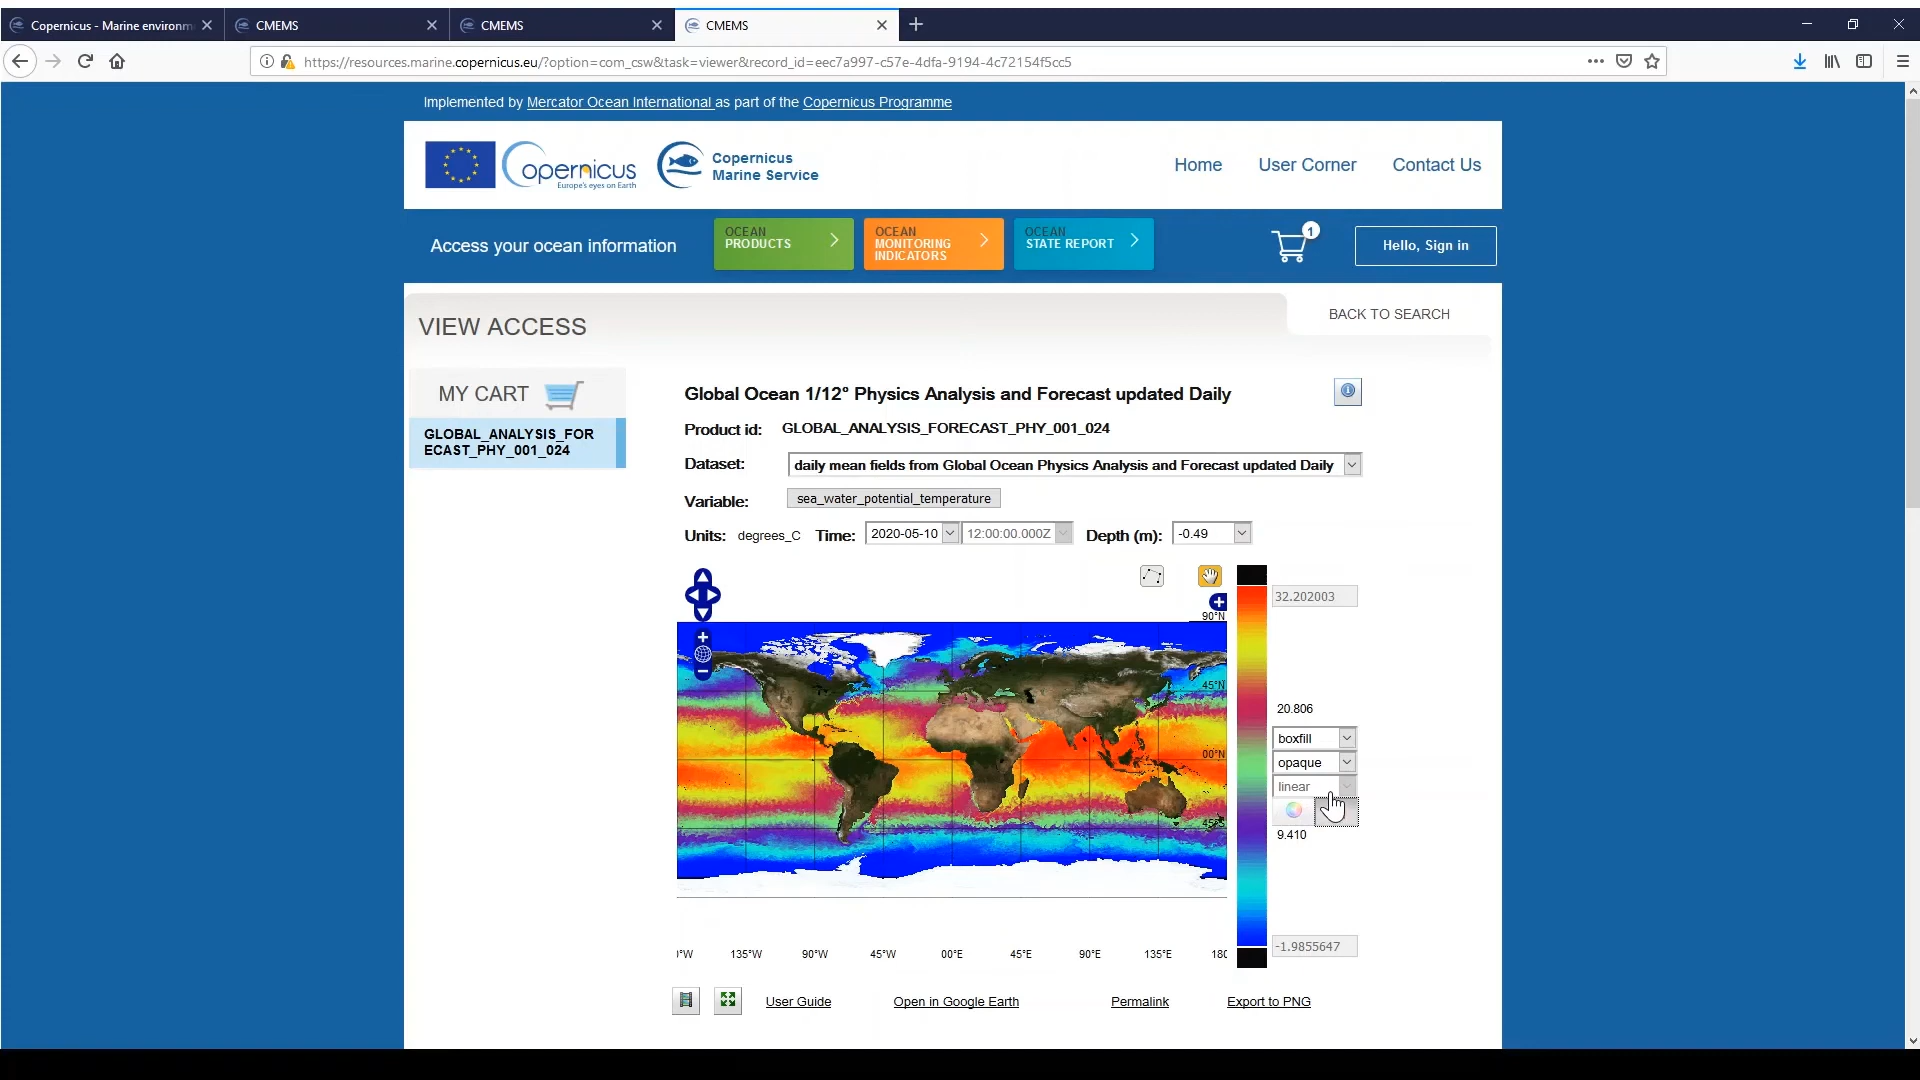 Copernicus - Marine environm
CMEMS
CMEMS
CMEMS
https://resources.marine.copernicus.eu/?option=com_csw&task=viewer&record_id=eec7a997-c57e-4dfa-9194-4c72154f5cc5
Implemented by Mercator Ocean International as part of the Copernicus Programme
Copernicus
Europe's eyes on Earth
Copernicus
Marine Service
Home
User Corner
Contact Us
Access your ocean information
OCEAN
PRODUCTS
OCEAN
MONITORING
INDICATORS
OCEAN
STATE REPORT
1
Hello, Sign in
VIEW ACCESS
BACK TO SEARCH
MY CART
GLOBAL_ANALYSIS_FOR
ECAST_PHY_001_024
Global Ocean 1/12° Physics Analysis and Forecast updated Daily
Product id: GLOBAL_ANALYSIS_FORECAST_PHY_001_024
Dataset: daily mean fields from Global Ocean Physics Analysis and Forecast updated Daily
Variable: sea_water_potential_temperature
Units: degrees_C Time: 2020-05-10 12:00:00.000Z Depth (m): -0.49
32.202003
90°N
45°N
20.806
boxfill
00°N
opaque
linear
45°S
9.410
-1.9855647
)°W 135°W 90°W 45°W 00°E 45°E 90°E 135°E 180
User Guide
Open in Google Earth
Permalink
Export to PNG